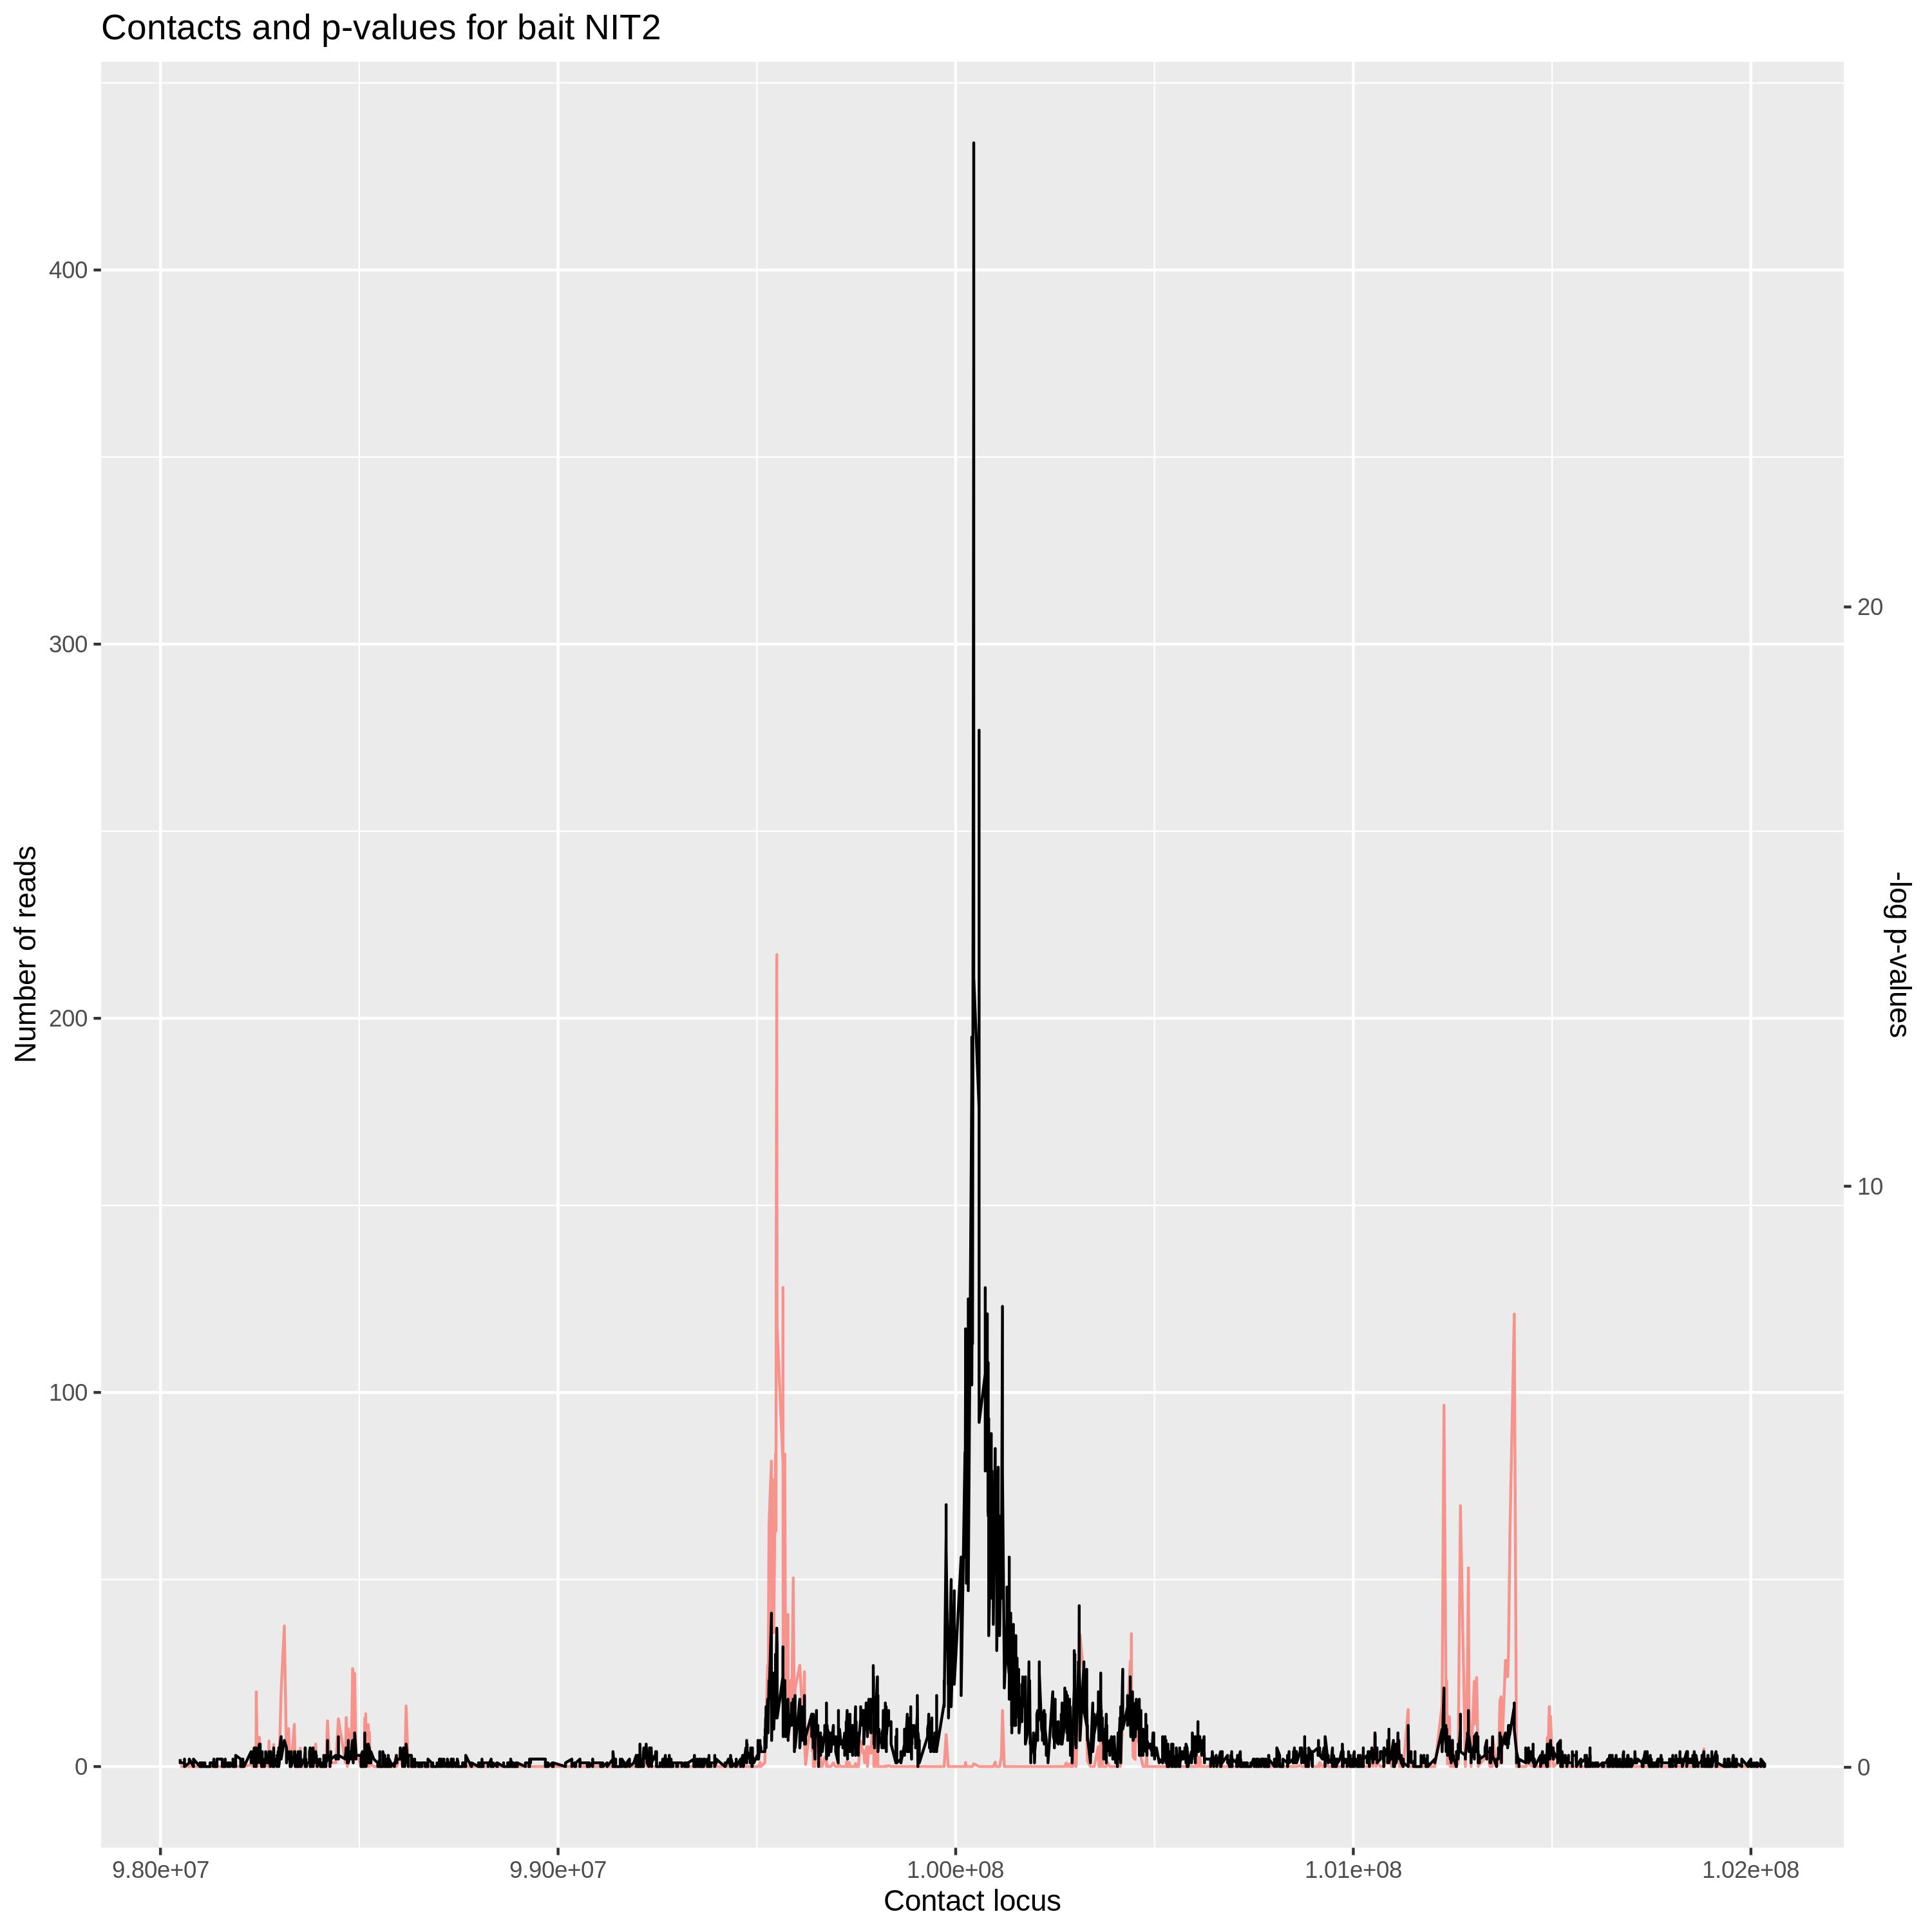 Contacts and p-values for bait NIT2
Number of reads
400
300
200
100
0
20
10
0
-log p-values
9.80e+07
9.90e+07
1.00e+08
1.01e+08
1.02e+08
Contact locus